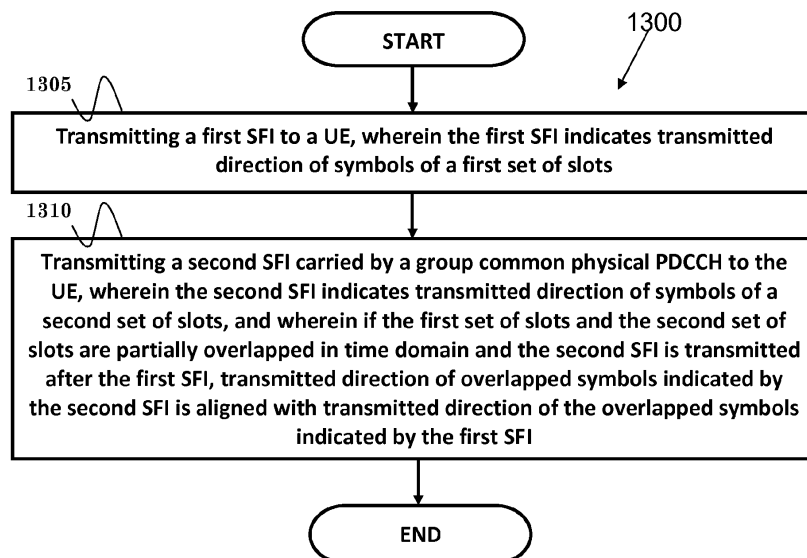 START
1300
1305
Transmitting a first SFI to a UE, wherein the first SFI indicates transmitted
direction of symbols of a first set of slots
1310
Transmitting a second SFI carried by a group common physical PDCCH to the
UE, wherein the second SFI indicates transmitted direction of symbols of a
second set of slots, and wherein if the first set of slots and the second set of
slots are partially overlapped in time domain and the second SFI is transmitted
after the first SFI, transmitted direction of overlapped symbols indicated by
the second SFI is aligned with transmitted direction of the overlapped symbols
indicated by the first SFI
END